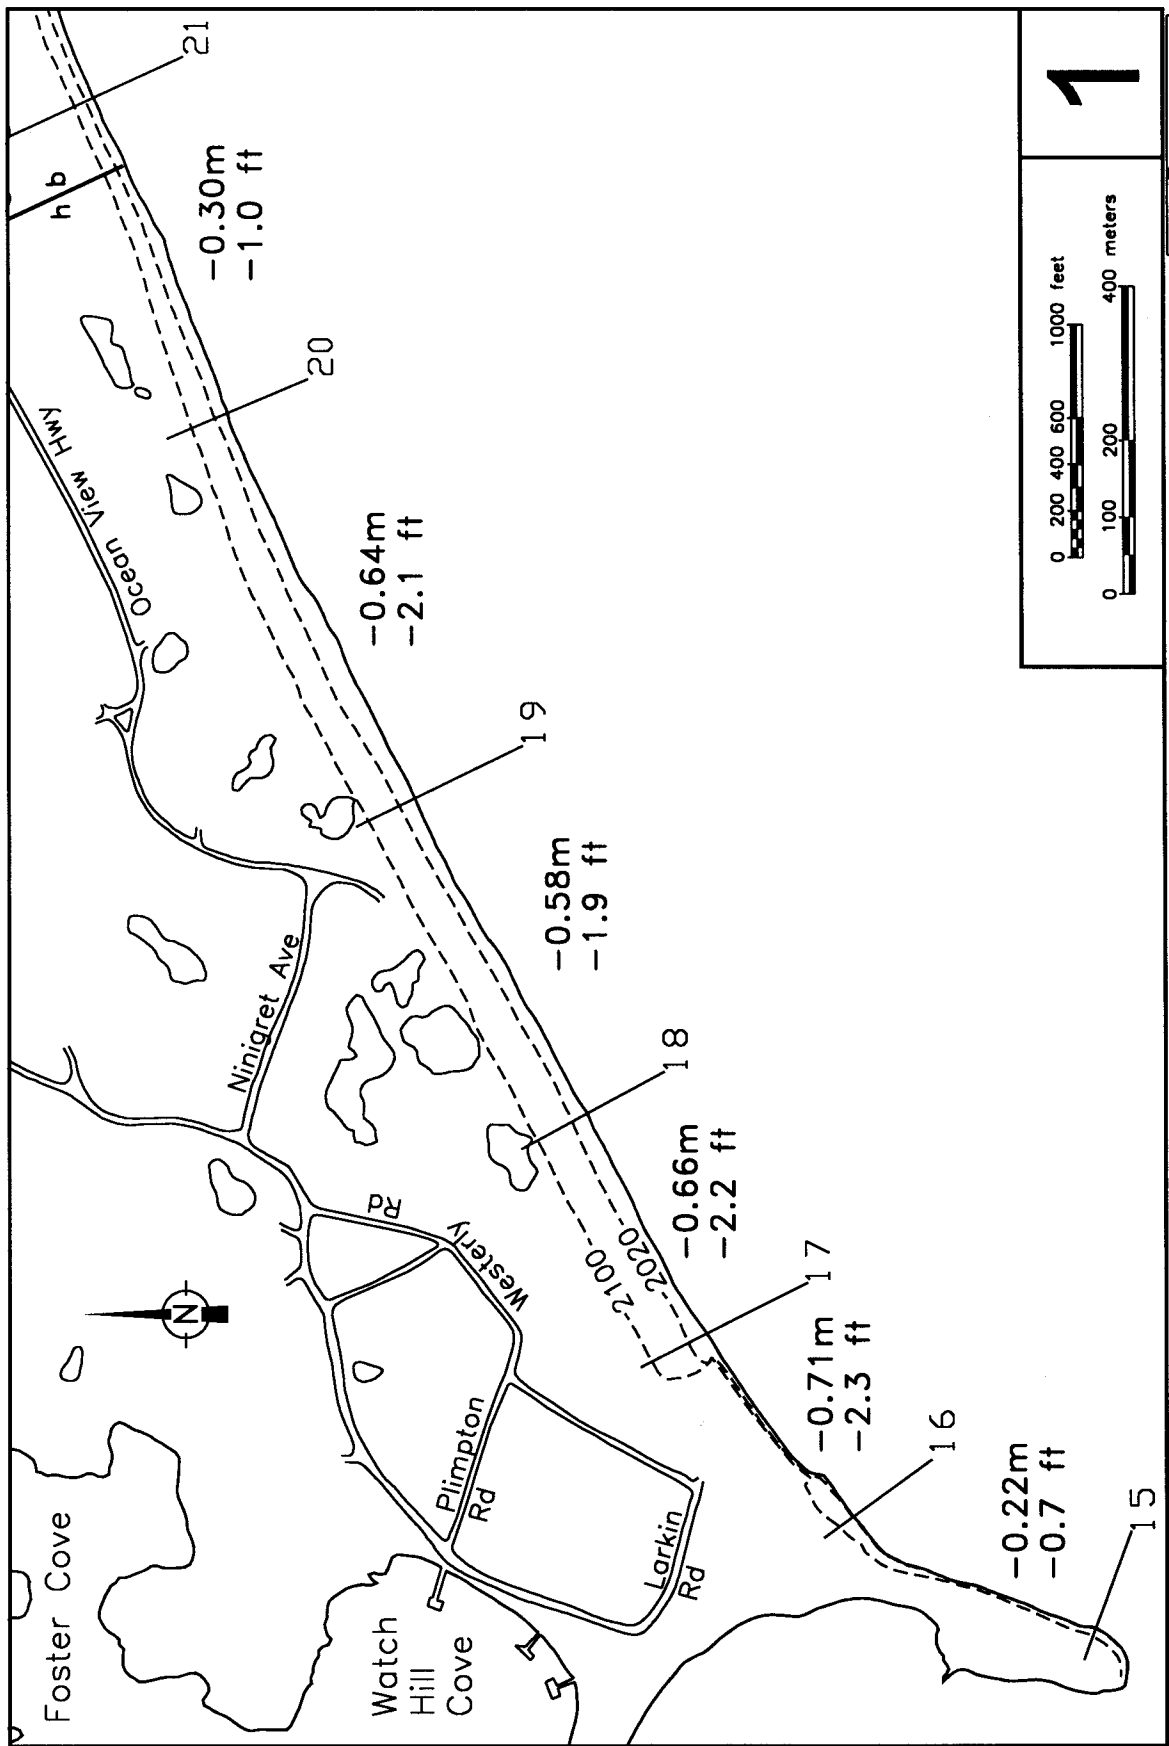 Foster Cove
Watch
Hill
Cove
Plimpton
Rd
Larkin
Rd
Westerly
Rd
Ninigret Ave
Ocean View Hwy
N
h b
2100
2020
15
-0.22m
-0.7 ft
16
-0.71m
-2.3 ft
17
-0.66m
-2.2 ft
18
-0.58m
-1.9 ft
19
-0.64m
-2.1 ft
20
-0.30m
-1.0 ft
21
0 200 400 600 1000 feet
0 100 200 400 meters
1